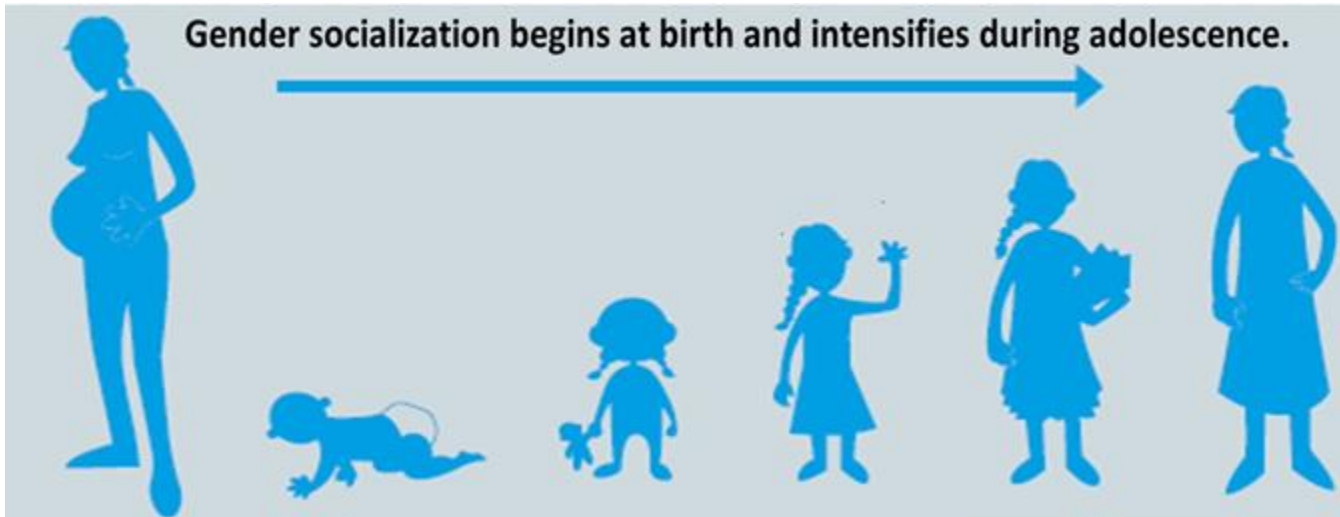 Gender socialization begins at birth and intensifies during adolescence.